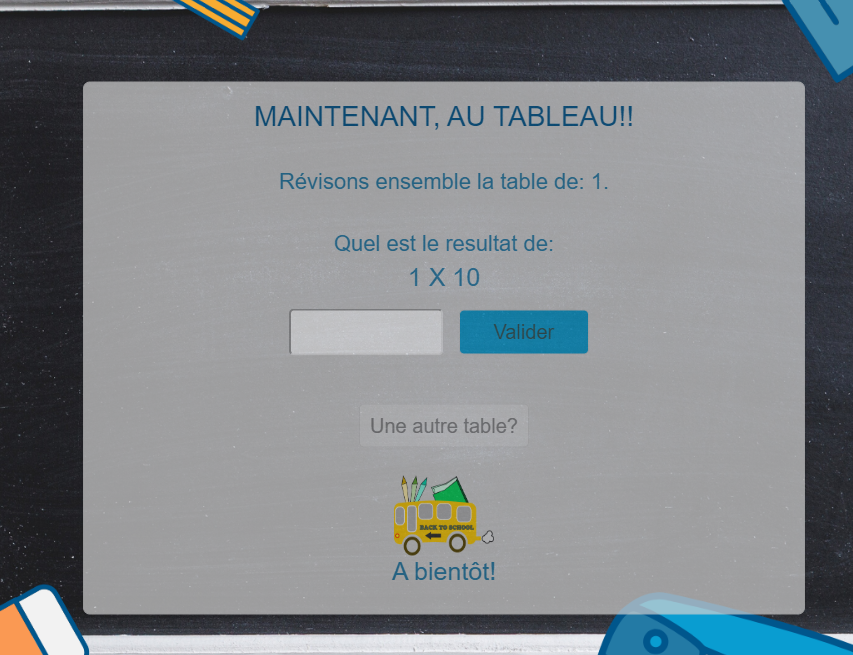 MAINTENANT, AU TABLEAU!!
Révisons ensemble la table de: 1.
Quel est le resultat de:
1 X 10
Valider
Une autre table?
BACK TO SCHOOL
A bientôt!